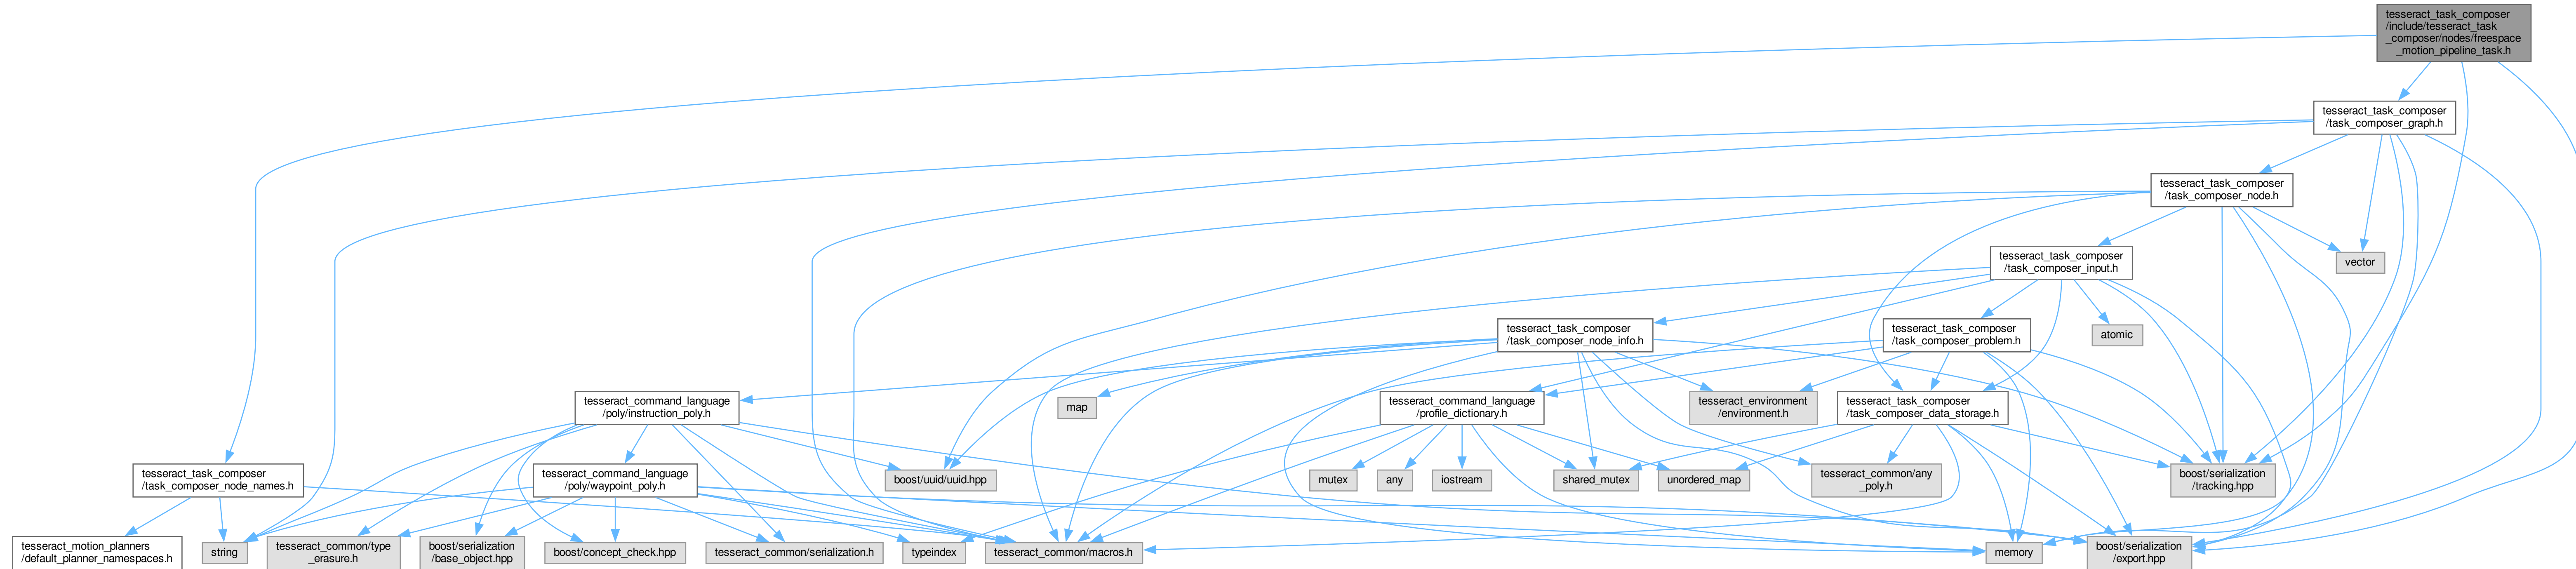 tesseract_task_composer
/include/tesseract_task
_composer/nodes/freespace
_motion_pipeline_task.h
tesseract_task_composer
/task_composer_graph.h
tesseract_task_composer
/task_composer_node.h
tesseract_task_composer
/task_composer_input.h
vector
tesseract_task_composer
/task_composer_node_info.h
tesseract_task_composer
/task_composer_problem.h
atomic
tesseract_command_language
/poly/instruction_poly.h
map
tesseract_command_language
/profile_dictionary.h
tesseract_environment
/environment.h
tesseract_task_composer
/task_composer_data_storage.h
tesseract_task_composer
/task_composer_node_names.h
tesseract_command_language
/poly/waypoint_poly.h
boost/uuid/uuid.hpp
mutex
any
iostream
shared_mutex
unordered_map
tesseract_common/any
_poly.h
boost/serialization
/tracking.hpp
tesseract_motion_planners
/default_planner_namespaces.h
string
tesseract_common/type
_erasure.h
boost/serialization
/base_object.hpp
boost/concept_check.hpp
tesseract_common/serialization.h
typeindex
tesseract_common/macros.h
memory
boost/serialization
/export.hpp